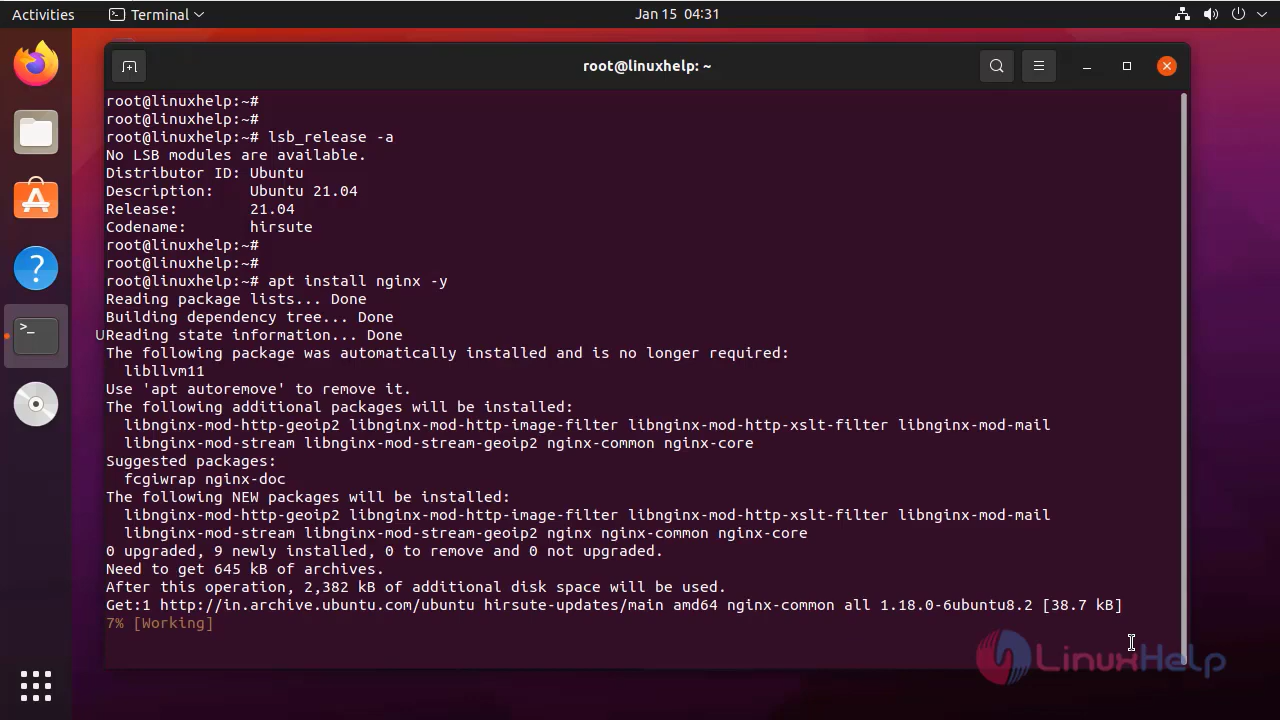 Activities
Terminal
Jan 15 04:31
root@linuxhelp: ~
root@linuxhelp:~#
root@linuxhelp:~#
root@linuxhelp:~# lsb_release -a
No LSB modules are available.
Distributor ID: Ubuntu
Description:    Ubuntu 21.04
Release:        21.04
Codename:       hirsute
root@linuxhelp:~#
root@linuxhelp:~#
root@linuxhelp:~# apt install nginx -y
Reading package lists... Done
Building dependency tree... Done
U
Reading state information... Done
The following package was automatically installed and is no longer required:
  libllvm11
Use 'apt autoremove' to remove it.
The following additional packages will be installed:
  libnginx-mod-http-geoip2 libnginx-mod-http-image-filter libnginx-mod-http-xslt-filter libnginx-mod-mail
  libnginx-mod-stream libnginx-mod-stream-geoip2 nginx-common nginx-core
Suggested packages:
  fcgiwrap nginx-doc
The following NEW packages will be installed:
  libnginx-mod-http-geoip2 libnginx-mod-http-image-filter libnginx-mod-http-xslt-filter libnginx-mod-mail
  libnginx-mod-stream libnginx-mod-stream-geoip2 nginx nginx-common nginx-core
0 upgraded, 9 newly installed, 0 to remove and 0 not upgraded.
Need to get 645 kB of archives.
After this operation, 2,382 kB of additional disk space will be used.
Get:1 http://in.archive.ubuntu.com/ubuntu hirsute-updates/main amd64 nginx-common all 1.18.0-6ubuntu8.2 [38.7 kB]
7% [Working]
LinuxHelp